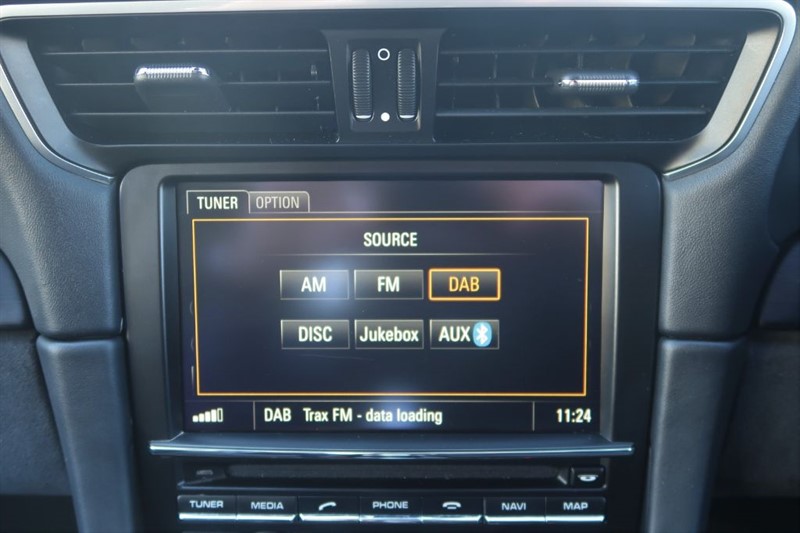 TUNER OPTION
SOURCE
AM FM DAB
DISC Jukebox AUX
DAB Trax FM - data loading 11:24
TUNER MEDIA PHONE NAVI MAP